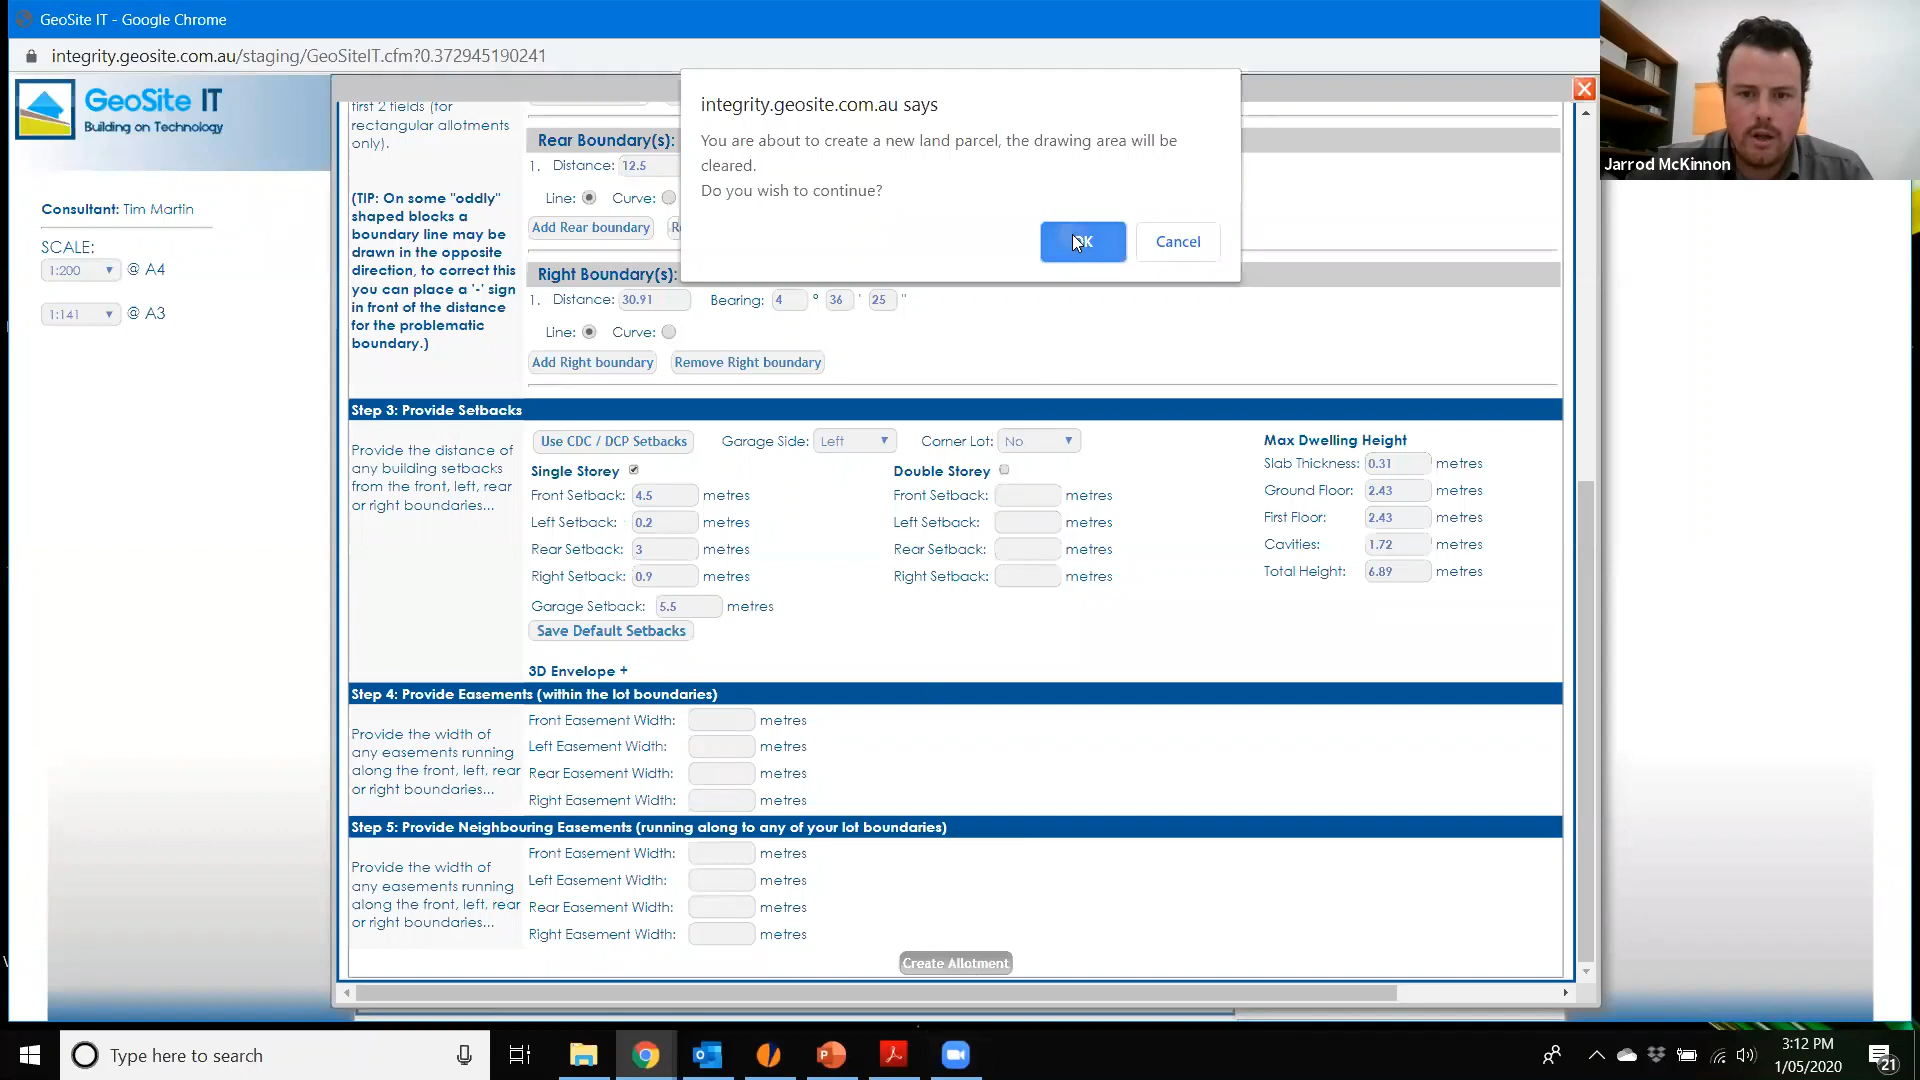 GeoSite IT - Google Chrome
integrity.geosite.com.au/staging/GeoSiteIT.cfm?0.372945190241
GeoSite IT
Building on Technology
Consultant: Tim Martin
SCALE:
1:200 @ A4
1:141 @ A3
first 2 fields (for
rectangular allotments
only).
(TIP: On some "oddly"
shaped blocks a
boundary line may be
drawn in the opposite
direction, to correct this
you can place a '-' sign
in front of the distance
for the problematic
boundary.)
Rear Boundary(s):
1. Distance: 12.5
Line: Curve:
Add Rear boundary
Right Boundary(s):
1. Distance: 30.91 Bearing: 4 ° 36 ' 25 "
Line: Curve:
Add Right boundary Remove Right boundary
integrity.geosite.com.au says
You are about to create a new land parcel, the drawing area will be
cleared.
Do you wish to continue?
OK Cancel
Jarrod McKinnon
Step 3: Provide Setbacks
Provide the distance of
any building setbacks
from the front, left, rear
or right boundaries...
Use CDC / DCP Setbacks Garage Side: Left Corner Lot: No
Single Storey
Front Setback: 4.5 metres
Left Setback: 0.2 metres
Rear Setback: 3 metres
Right Setback: 0.9 metres
Garage Setback: 5.5 metres
Save Default Setbacks
3D Envelope +
Double Storey
Front Setback: metres
Left Setback: metres
Rear Setback: metres
Right Setback: metres
Max Dwelling Height
Slab Thickness: 0.31 metres
Ground Floor: 2.43 metres
First Floor: 2.43 metres
Cavities: 1.72 metres
Total Height: 6.89 metres
Step 4: Provide Easements (within the lot boundaries)
Provide the width of
any easements running
along the front, left, rear
or right boundaries...
Front Easement Width: metres
Left Easement Width: metres
Rear Easement Width: metres
Right Easement Width: metres
Step 5: Provide Neighbouring Easements (running along to any of your lot boundaries)
Provide the width of
any easements running
along the front, left, rear
or right boundaries...
Front Easement Width: metres
Left Easement Width: metres
Rear Easement Width: metres
Right Easement Width: metres
Create Allotment
Type here to search
3:12 PM
1/05/2020
21